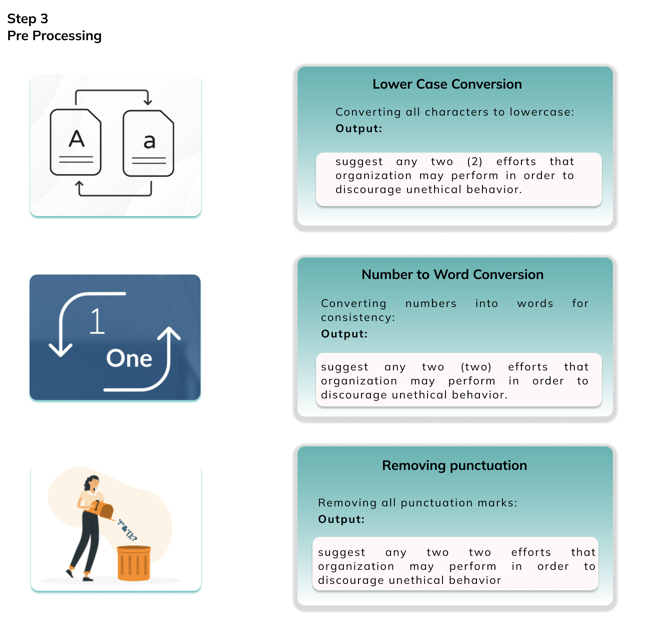 Step 3
Pre Processing
A
a
Lower Case Conversion
Converting all characters to lowercase:
Output:
suggest any two (2) efforts that
organization may perform in order to
discourage unethical behavior.
1
One
Number to Word Conversion
Converting numbers into words for
consistency:
Output:
suggest any two (two) efforts that
organization may perform in order to
discourage unethical behavior.
Removing punctuation
Removing all punctuation marks:
Output:
suggest any two two efforts that
organization may perform in order to
discourage unethical behavior